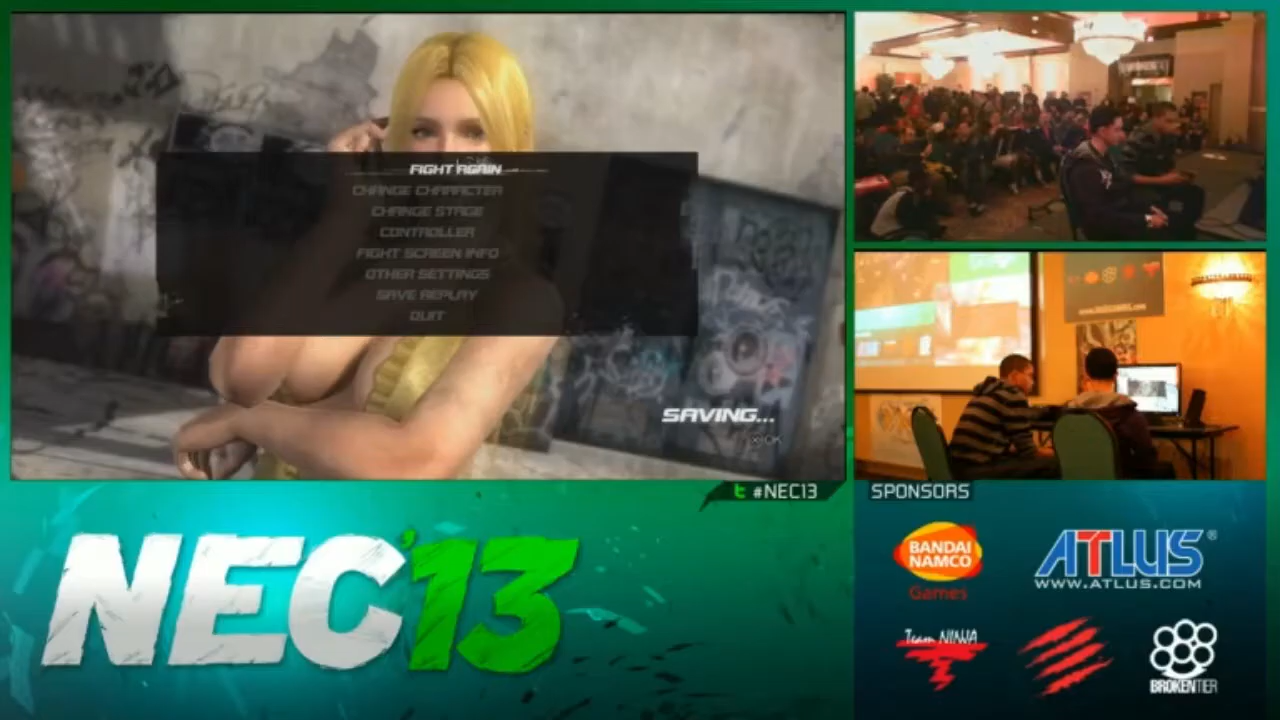 FIGHT AGAIN
CHANGE CHARACTER
CHANGE STAGE
CONTROLLER
FIGHT SCREEN INFO
OTHER SETTINGS
SAVE REPLAY
QUIT
SAVING...
OK
#NEC13
SPONSORS
NEC'13
BANDAI
NAMCO
Games
ATLUS®
WWW.ATLUS.COM
Team NINJA
BROKENTIER